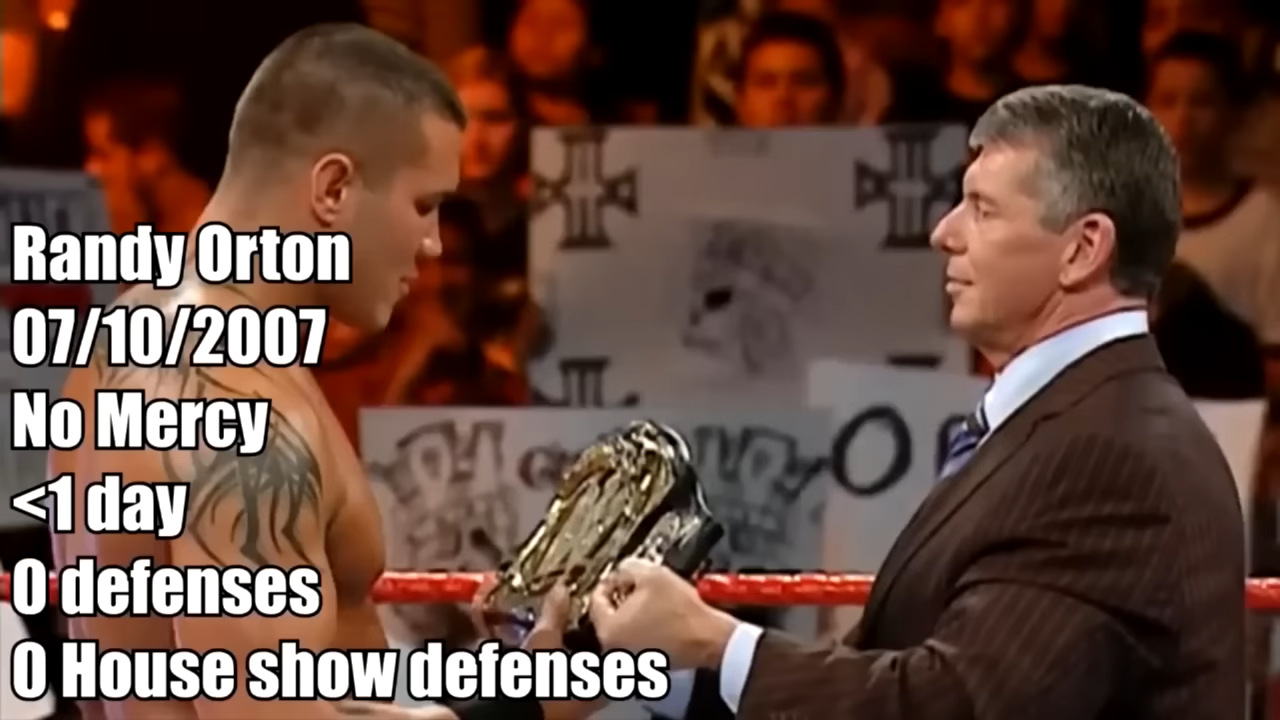 Randy Orton
07/10/2007
No Mercy
<1 day
0 defenses
0 House show defenses